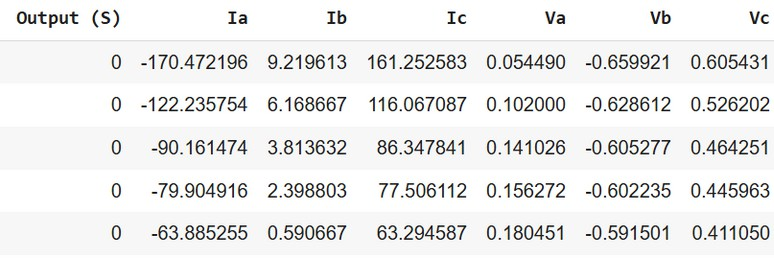 Output (S) Ia Ib Ic Va Vb Vc
0 -170.472196 9.219613 161.252583 0.054490 -0.659921 0.605431
0 -122.235754 6.168667 116.067087 0.102000 -0.628612 0.526202
0 -90.161474 3.813632 86.347841 0.141026 -0.605277 0.464251
0 -79.904916 2.398803 77.506112 0.156272 -0.602235 0.445963
0 -63.885255 0.590667 63.294587 0.180451 -0.591501 0.411050